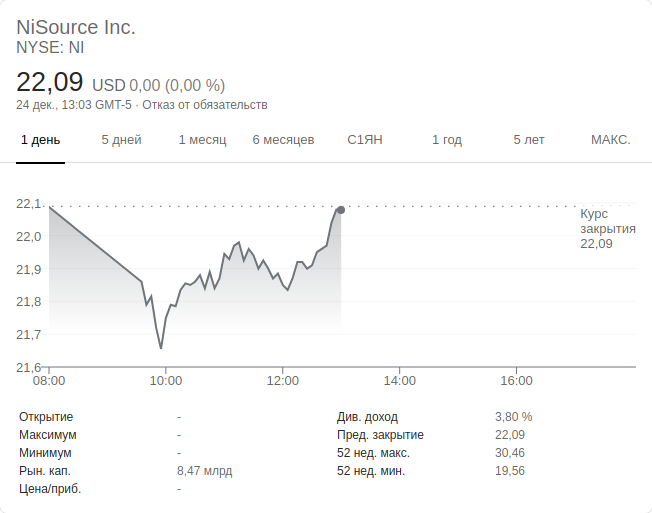 NiSource Inc.
NYSE: NI
22,09 USD 0,00 (0,00 %)
24 дек., 13:03 GMT-5 · Отказ от обязательств
1 день 5 дней 1 месяц 6 месяцев С1ЯН 1 год 5 лет МАКС.
22,1
22,0
21,9
21,8
21,7
21,6
Курс
закрытия
22,09
08:00 10:00 12:00 14:00 16:00
Открытие - Див. доход 3,80 %
Максимум - Пред. закрытие 22,09
Минимум - 52 нед. макс. 30,46
Рын. кап. 8,47 млрд 52 нед. мин. 19,56
Цена/приб. -